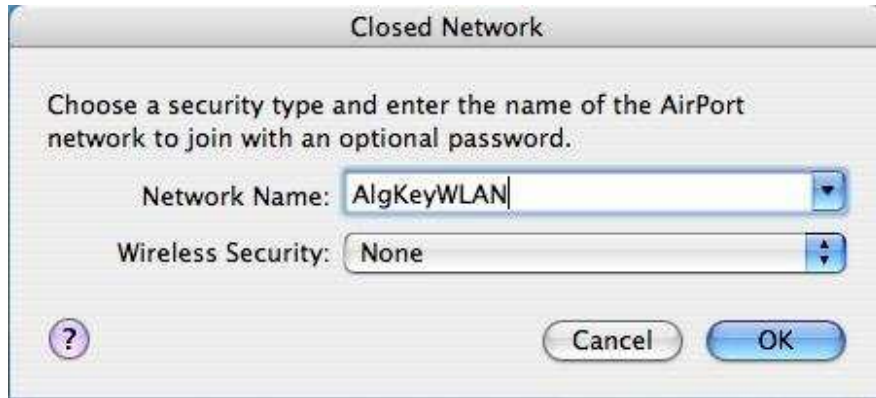 Closed Network
Choose a security type and enter the name of the AirPort
network to join with an optional password.
Network Name: AlgKeyWLAN
Wireless Security: None
? Cancel OK